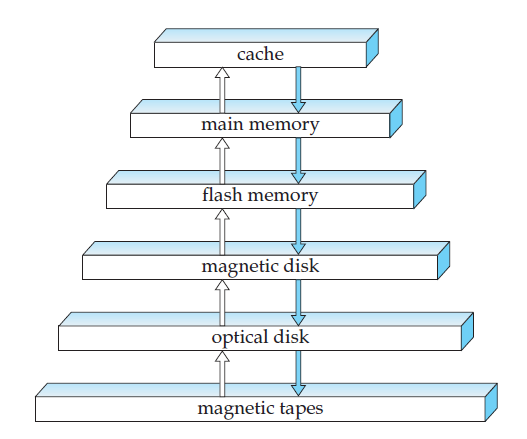 cache
main memory
flash memory
magnetic disk
optical disk
magnetic tapes